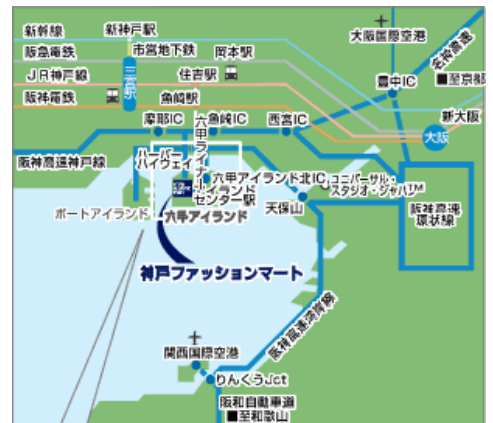 新幹線
新神戸駅
大阪国際空港
名神高速
阪急電鉄
市営地下鉄
岡本駅
JR神戸線
三宮駅
住吉駅
豊中IC
■至京都
阪神電鉄
魚崎駅
新大阪
摩耶IC
六甲ライナー
魚崎IC
西宮IC
大阪
阪神高速神戸線
ハーバー
ハイウェイ
六甲アイランド北IC
ユニバーサル・
スタジオ・ジャパンTM
アイランド
センター駅
天保山
阪神高速
環状線
ポートアイランド
六甲アイランド
神戸ファッションマート
阪神高速湾岸線
関西国際空港
りんくうJct
阪和自動車道
■至和歌山